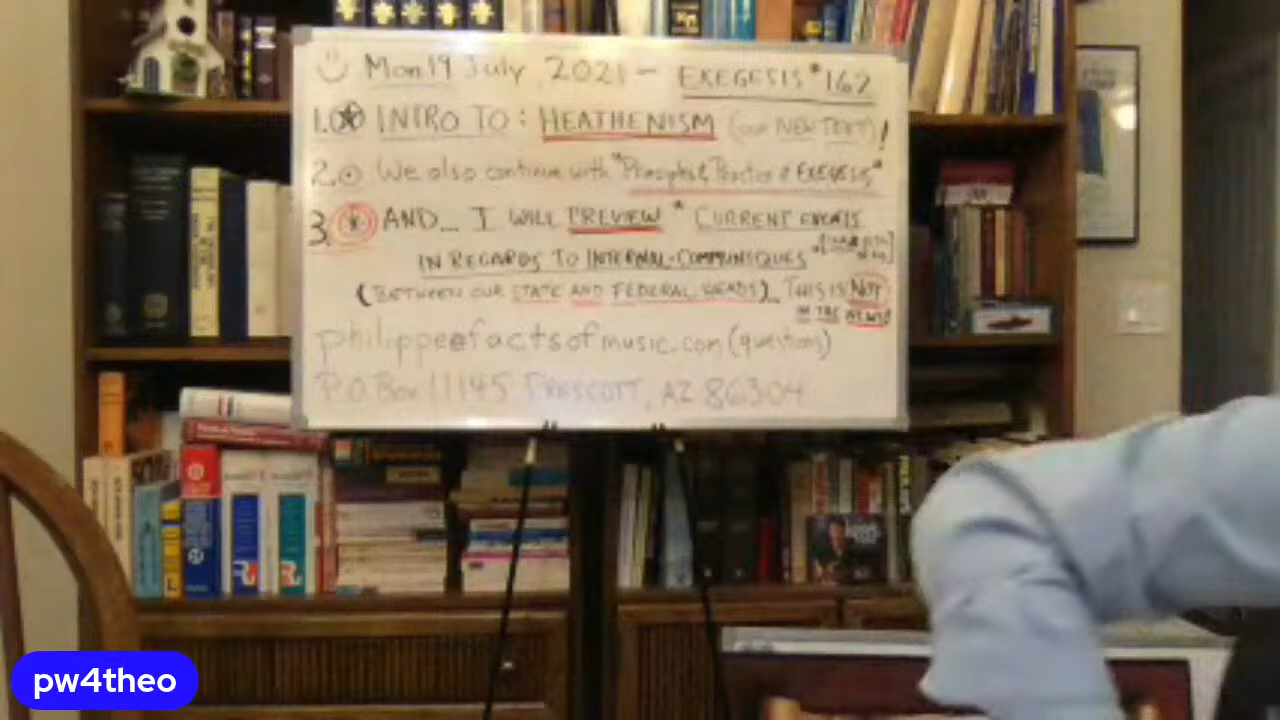 Mon 19 July, 2021 - EXEGESIS #162
1. INTRO TO: HEATHENISM (our NEW TEXT)!
2. We also continue with "Principles & Practice of EXEGESIS"
3. AND... I WILL PREVIEW * CURRENT EVENTS
IN REGARDS TO INTERNAL-COMMUNIQUES
(BETWEEN OUR STATE AND FEDERAL HEADS) THIS IS NOT
IN THE NEWS!
philippe@factsofmusic.com (questions)
P.O. Box 11145 PRESCOTT, AZ 86304
pw4theo